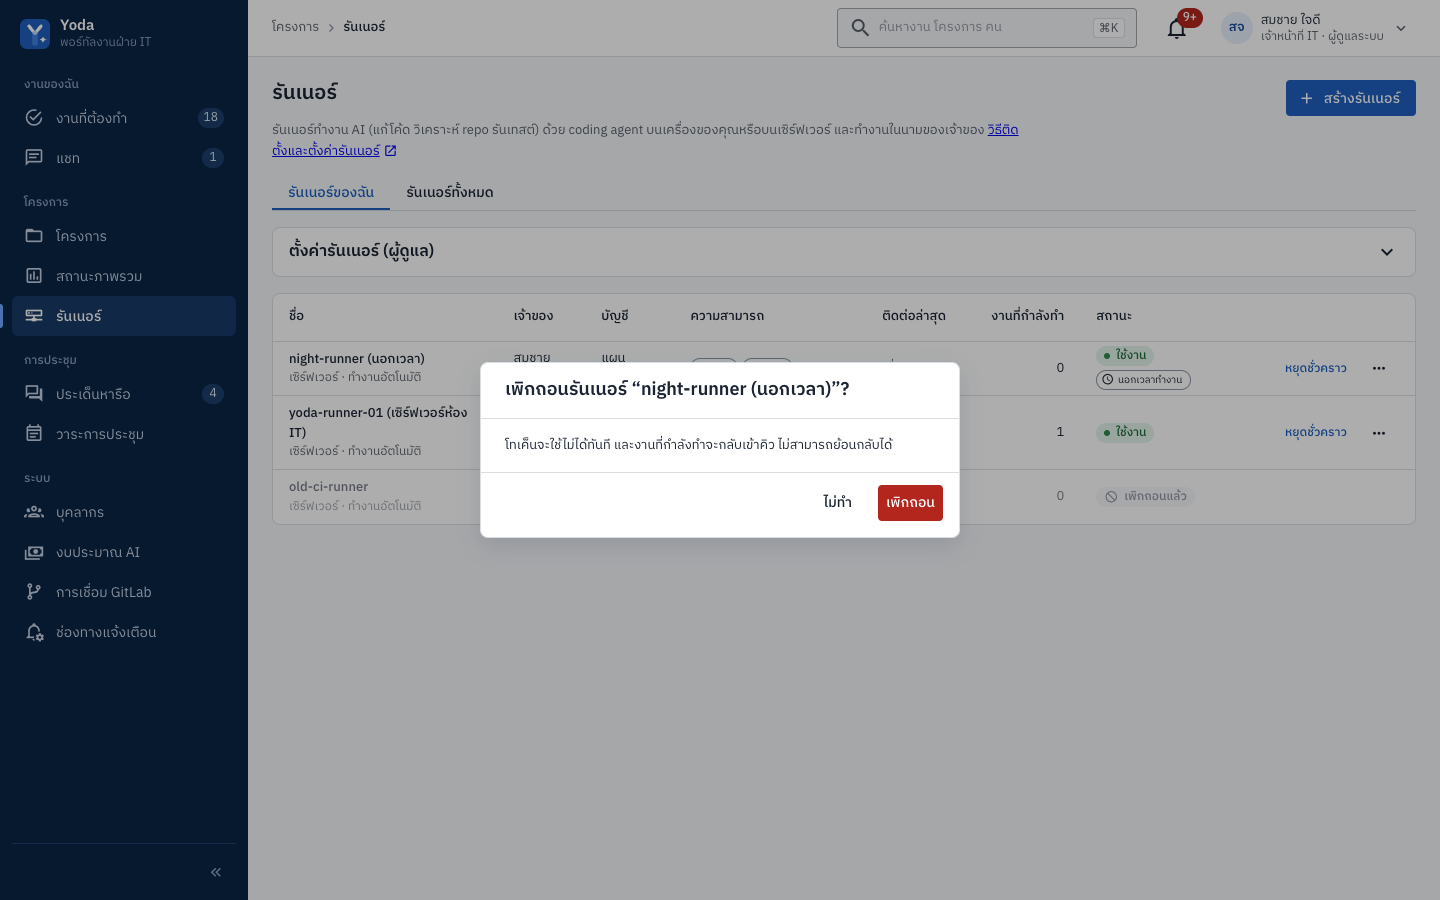 Yoda
พอร์ทัลงานฝ่าย IT
งานของฉัน
งานที่ต้องทำ 18
แชท 1
โครงการ
โครงการ
สถานะภาพรวม
รันเนอร์
การประชุม
ประเด็นหารือ 4
วาระการประชุม
ระบบ
บุคลากร
งบประมาณ AI
การเชื่อม GitLab
ช่องทางแจ้งเตือน
โครงการ › รันเนอร์
ค้นหางาน โครงการ คน ⌘K
9+
สจ
สมชาย ใจดี
เจ้าหน้าที่ IT · ผู้ดูแลระบบ
รันเนอร์
+ สร้างรันเนอร์
รันเนอร์ทำงาน AI (แก้โค้ด วิเคราะห์ repo รันเทสต์) ด้วย coding agent บนเครื่องของคุณหรือบนเซิร์ฟเวอร์ และทำงานในนามของเจ้าของ วิธีติด
ตั้งและตั้งค่ารันเนอร์
รันเนอร์ของฉัน รันเนอร์ทั้งหมด
ตั้งค่ารันเนอร์ (ผู้ดูแล)
ชื่อ เจ้าของ บัญชี ความสามารถ ติดต่อล่าสุด งานที่กำลังทำ สถานะ
night-runner (นอกเวลา) สมชาย แผน 0 ใช้งาน หยุดชั่วคราว
เซิร์ฟเวอร์ · ทำงานอัตโนมัติ นอกเวลาทำงาน
yoda-runner-01 (เซิร์ฟเวอร์ห้อง
IT) 1 ใช้งาน หยุดชั่วคราว
เซิร์ฟเวอร์ · ทำงานอัตโนมัติ
old-ci-runner 0 เพิกถอนแล้ว
เซิร์ฟเวอร์ · ทำงานอัตโนมัติ
เพิกถอนรันเนอร์ “night-runner (นอกเวลา)”?
โทเค็นจะใช้ไม่ได้ทันที และงานที่กำลังทำจะกลับเข้าคิว ไม่สามารถย้อนกลับได้
ไม่ทำ เพิกถอน